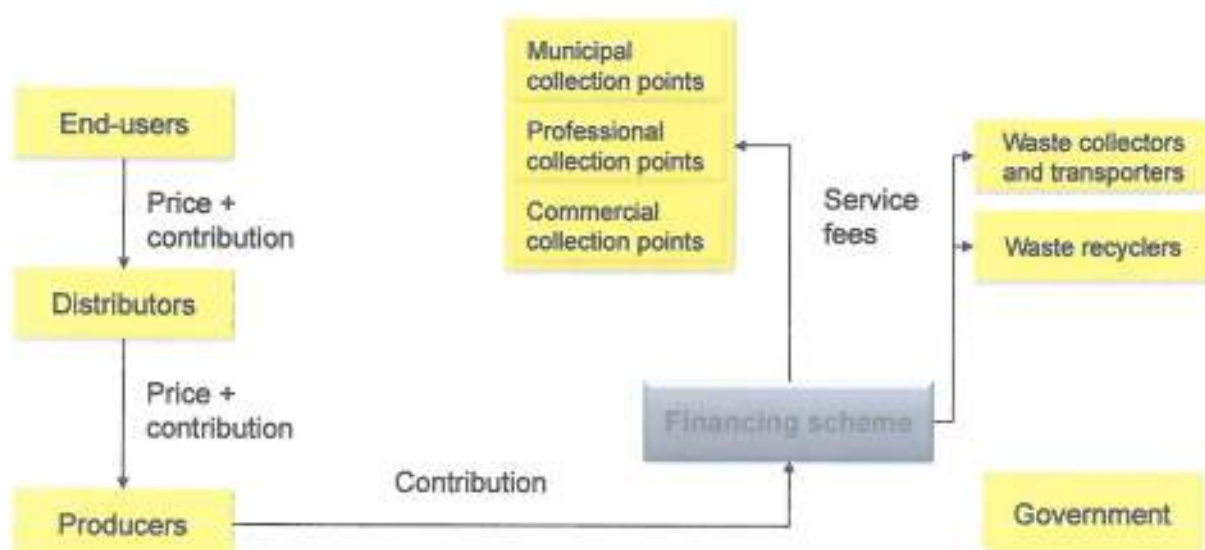 End-users
Price +
contribution
Distributors
Price +
contribution
Producers
Contribution
Municipal
collection points
Professional
collection points
Commercial
collection points
Service
fees
Financing scheme
Waste collectors
and transporters
Waste recyclers
Government